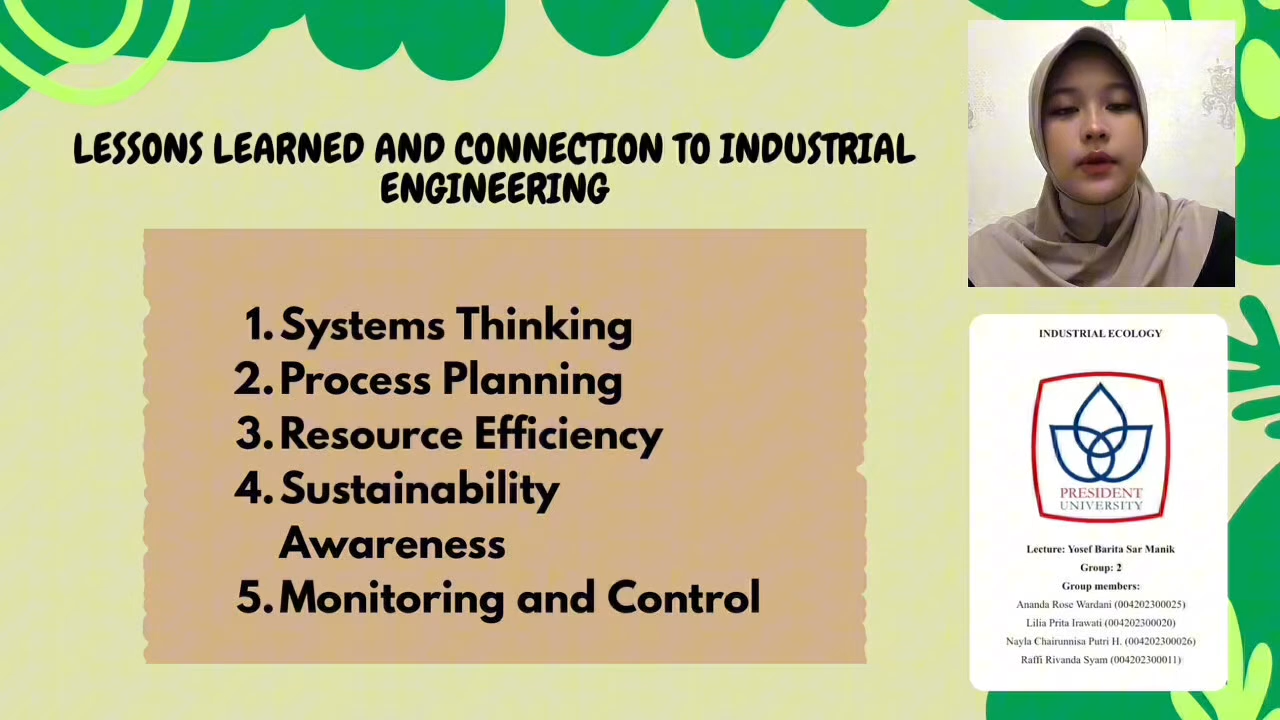 LESSONS LEARNED AND CONNECTION TO INDUSTRIAL
ENGINEERING
1. Systems Thinking
2. Process Planning
3. Resource Efficiency
4. Sustainability
Awareness
5. Monitoring and Control
INDUSTRIAL ECOLOGY
PRESIDENT
UNIVERSITY
Lecture: Yosef Barita Sar Manik
Group: 2
Group members:
Ananda Rose Wardani (004202300025)
Lilia Prita Irawati (004202300020)
Nayla Chairunnisa Putri H. (004202300026)
Raffi Rivanda Syam (004202300011)